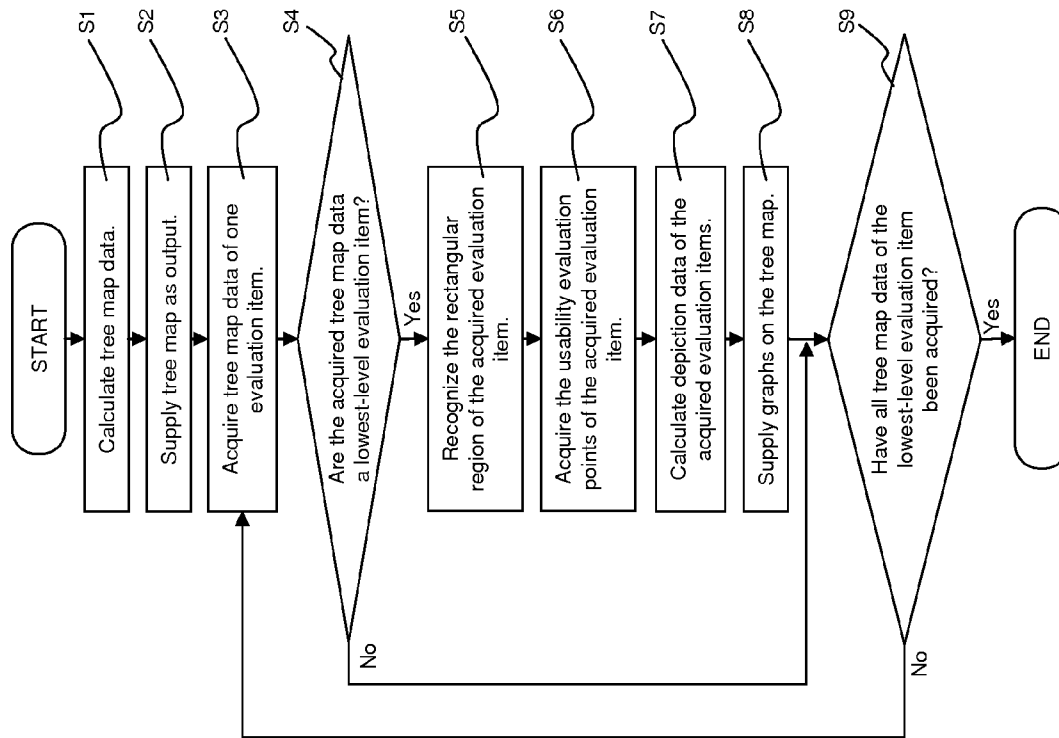 START
S1
Calculate tree map data.
S2
Supply tree map as output.
S3
Acquire tree map data of one
evaluation item.
S4
Are the acquired tree map data
a lowest-level evaluation item?
No
Yes
S5
Recognize the rectangular
region of the acquired evaluation
item.
S6
Acquire the usability evaluation
points of the acquired evaluation
item.
S7
Calculate depiction data of the
acquired evaluation items.
S8
Supply graphs on the tree map.
S9
Have all tree map data of the
lowest-level evaluation item
been acquired?
No
Yes
END